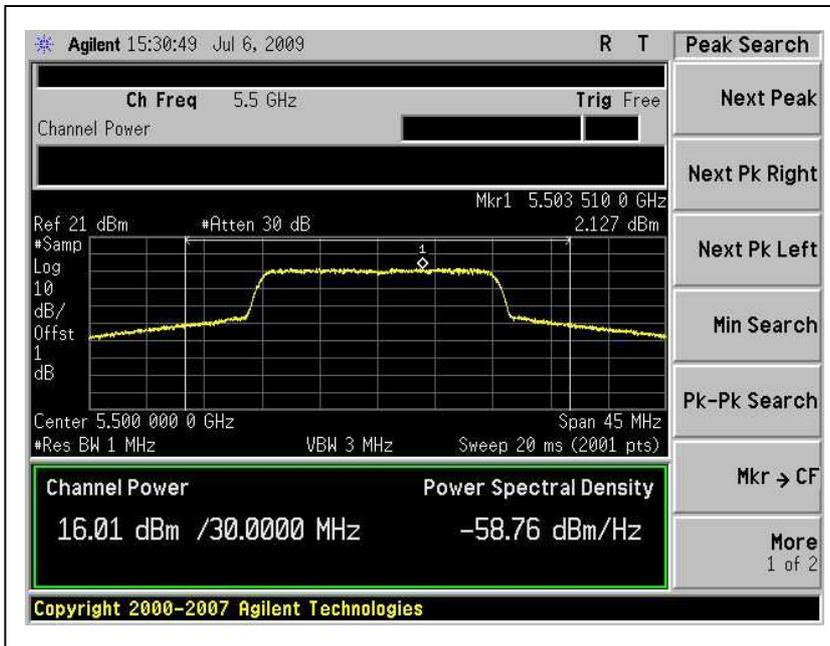 Agilent 15:30:49 Jul 6, 2009 R T
Peak Search
Ch Freq 5.5 GHz Trig Free
Channel Power
Mkr1 5.503 510 0 GHz
Ref 21 dBm #Atten 30 dB 2.127 dBm
#Samp
Log
10
dB/
Offst
1
dB
1
Center 5.500 000 0 GHz Span 45 MHz
#Res BW 1 MHz VBW 3 MHz Sweep 20 ms (2001 pts)
Channel Power Power Spectral Density
16.01 dBm /30.0000 MHz -58.76 dBm/Hz
Copyright 2000-2007 Agilent Technologies
Next Peak
Next Pk Right
Next Pk Left
Min Search
Pk-Pk Search
Mkr → CF
More
1 of 2